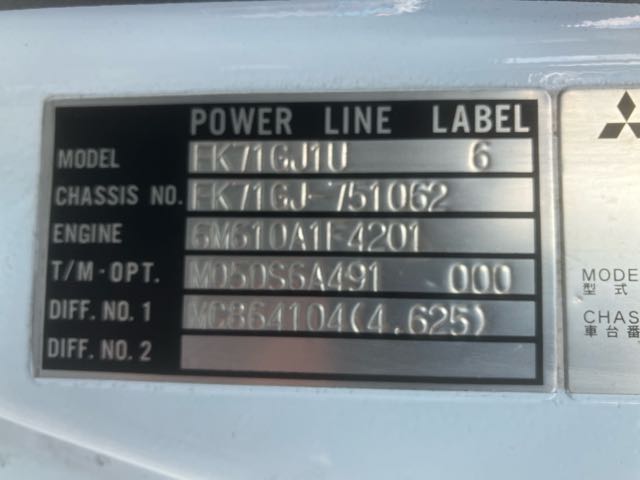 POWER LINE LABEL
MODEL FK71GJ1U 6
CHASSIS NO. FK71GJ-751062
ENGINE 6M610A1F4201
T/M-OPT. M05DS6A491 000
DIFF. NO. 1 MC864104(4.625)
DIFF. NO. 2
MODE
型式
CHAS
車台番